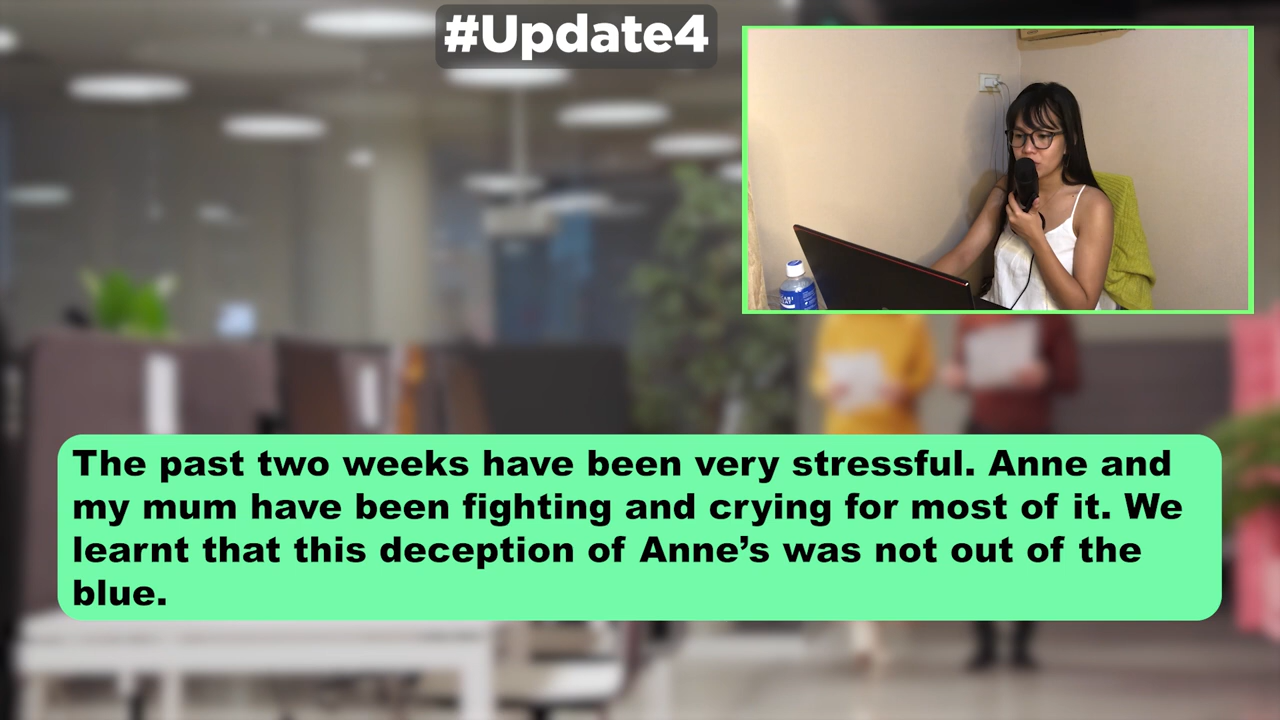 #Update4
The past two weeks have been very stressful. Anne and
my mum have been fighting and crying for most of it. We
learnt that this deception of Anne’s was not out of the
blue.